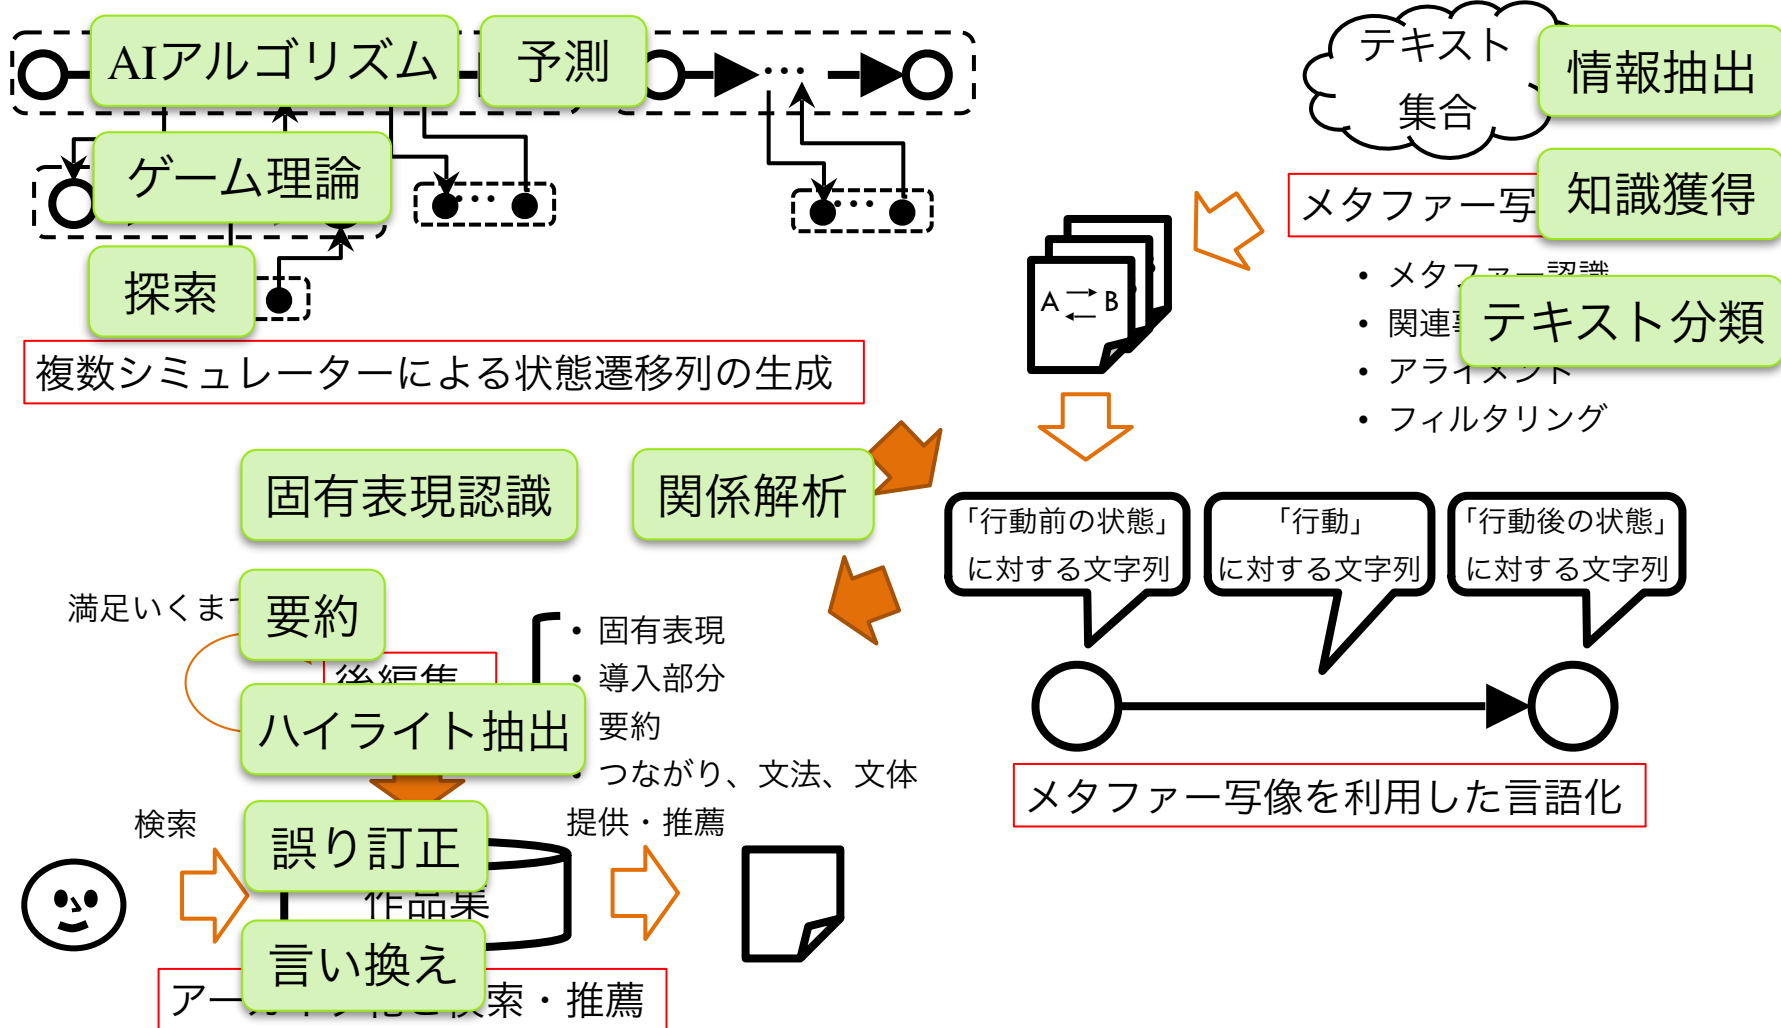 AIアルゴリズム
予測
…
ゲーム理論
…
…
探索
複数シミュレーターによる状態遷移列の生成
テキスト
集合
情報抽出
メタファー写
知識獲得
• メタファー認識
• 関連
テキスト分類
• アライメント
• フィルタリング
A B
固有表現認識
関係解析
「行動前の状態」
に対する文字列
「行動」
に対する文字列
「行動後の状態」
に対する文字列
メタファー写像を利用した言語化
満足いくまで
要約
後編集
ハイライト抽出
• 固有表現
• 導入部分
要約
• つながり、文法、文体
検索
誤り訂正
作品集
言い換え
提供・推薦
アー
索・推薦